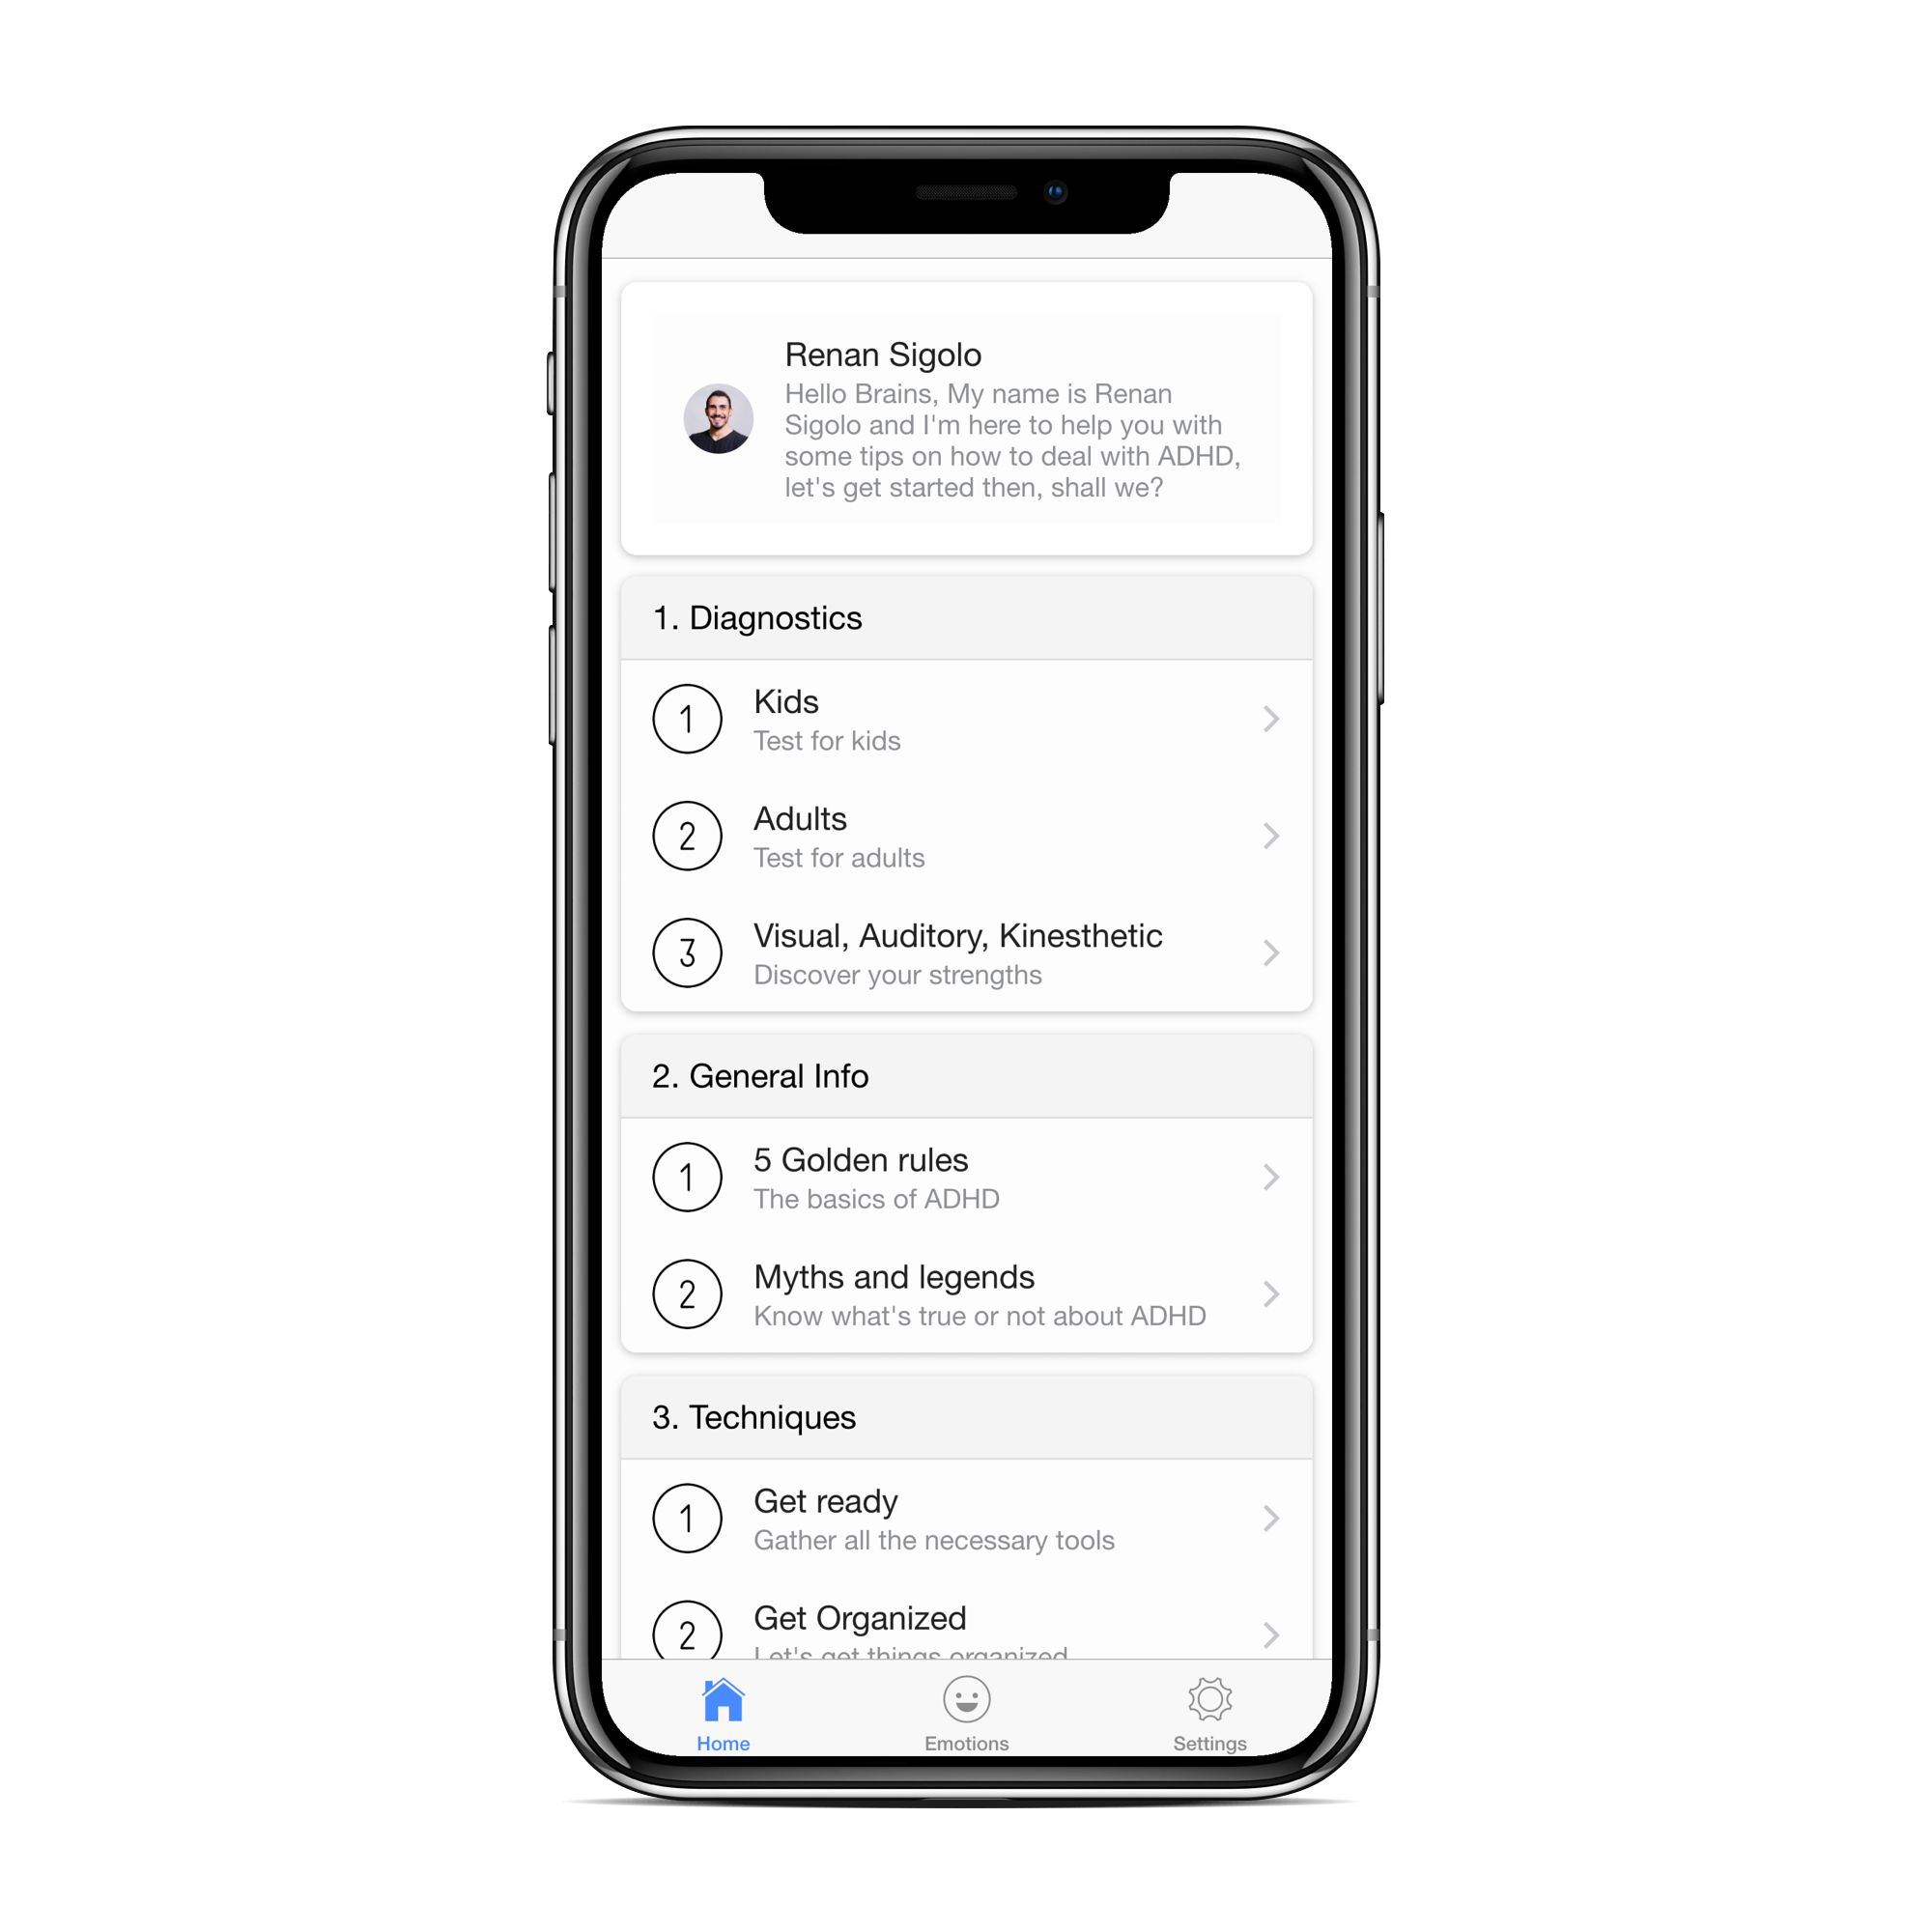 Renan Sigolo
Hello Brains, My name is Renan
Sigolo and I'm here to help you with
some tips on how to deal with ADHD,
let's get started then, shall we?
1. Diagnostics
1
Kids
Test for kids
2
Adults
Test for adults
3
Visual, Auditory, Kinesthetic
Discover your strengths
2. General Info
1
5 Golden rules
The basics of ADHD
2
Myths and legends
Know what's true or not about ADHD
3. Techniques
1
Get ready
Gather all the necessary tools
2
Get Organized
Let's get things organized
Home
Emotions
Settings